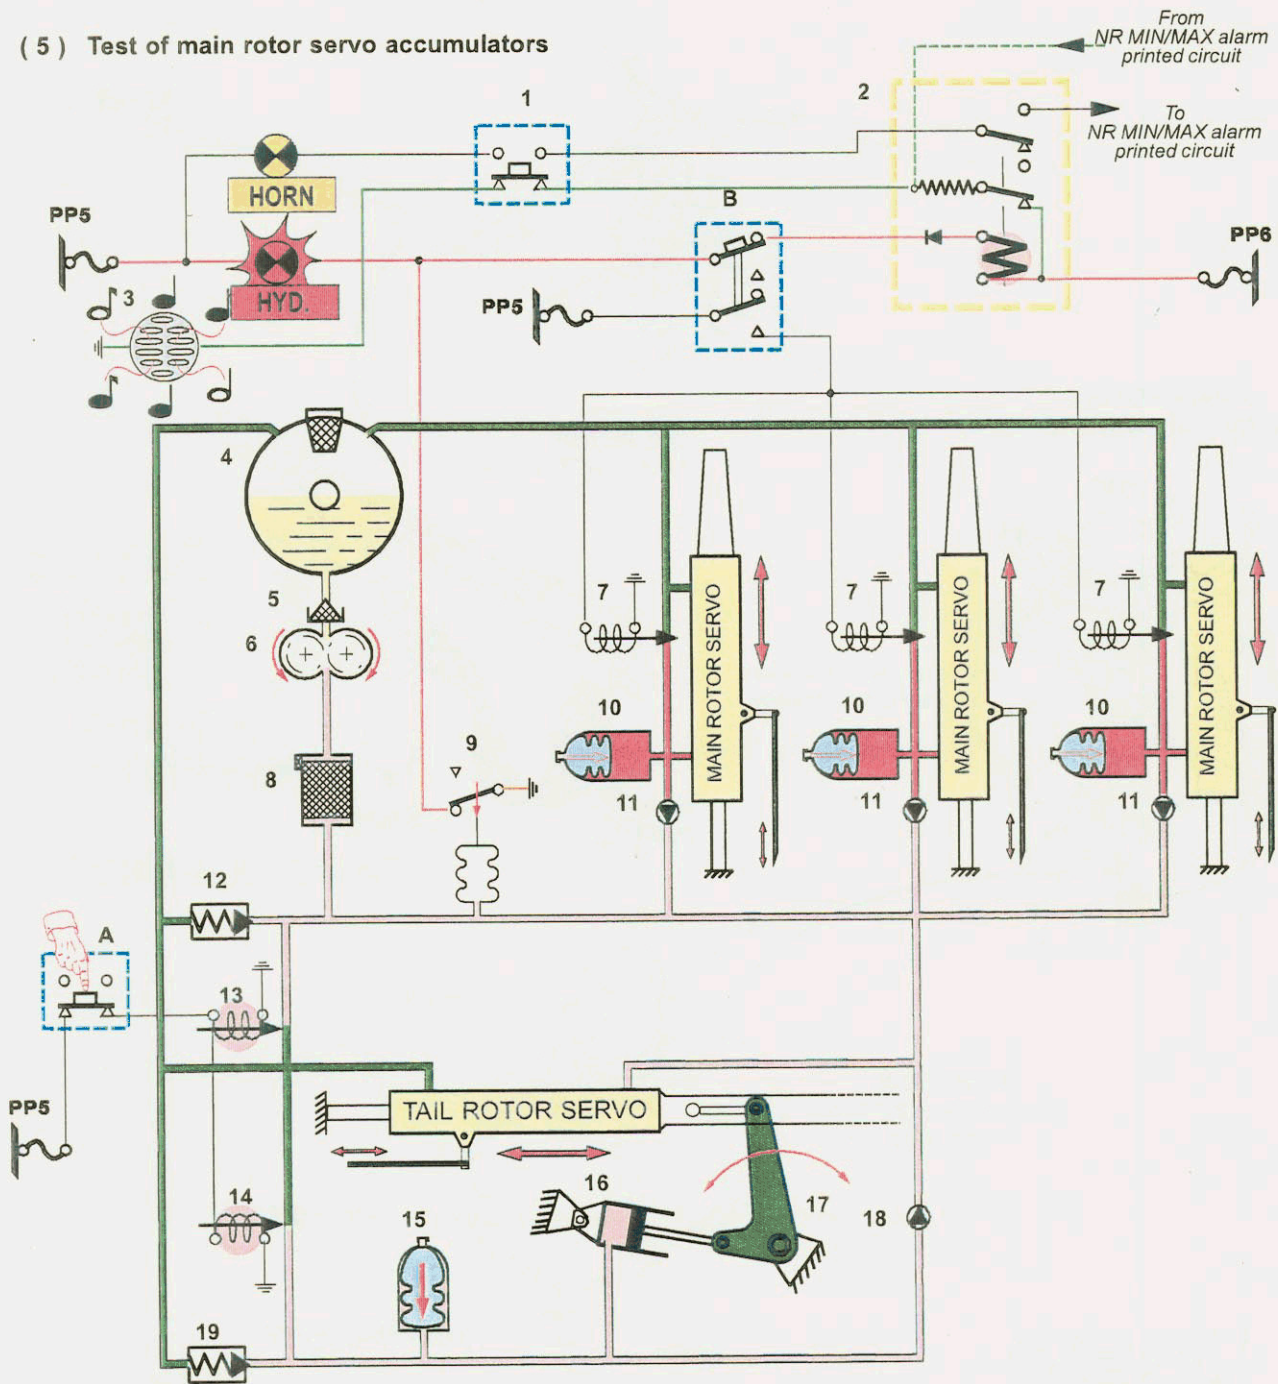 ( 5 ) Test of main rotor servo accumulators
From
NR MIN/MAX alarm
printed circuit
1
2
To
NR MIN/MAX alarm
printed circuit
HORN
B
PP5
PP6
HYD.
3
PP5
4
5
6
7
7
7
MAIN ROTOR SERVO
MAIN ROTOR SERVO
MAIN ROTOR SERVO
10
10
10
9
8
11
11
11
12
A
13
PP5
TAIL ROTOR SERVO
14
15
16
17
18
19